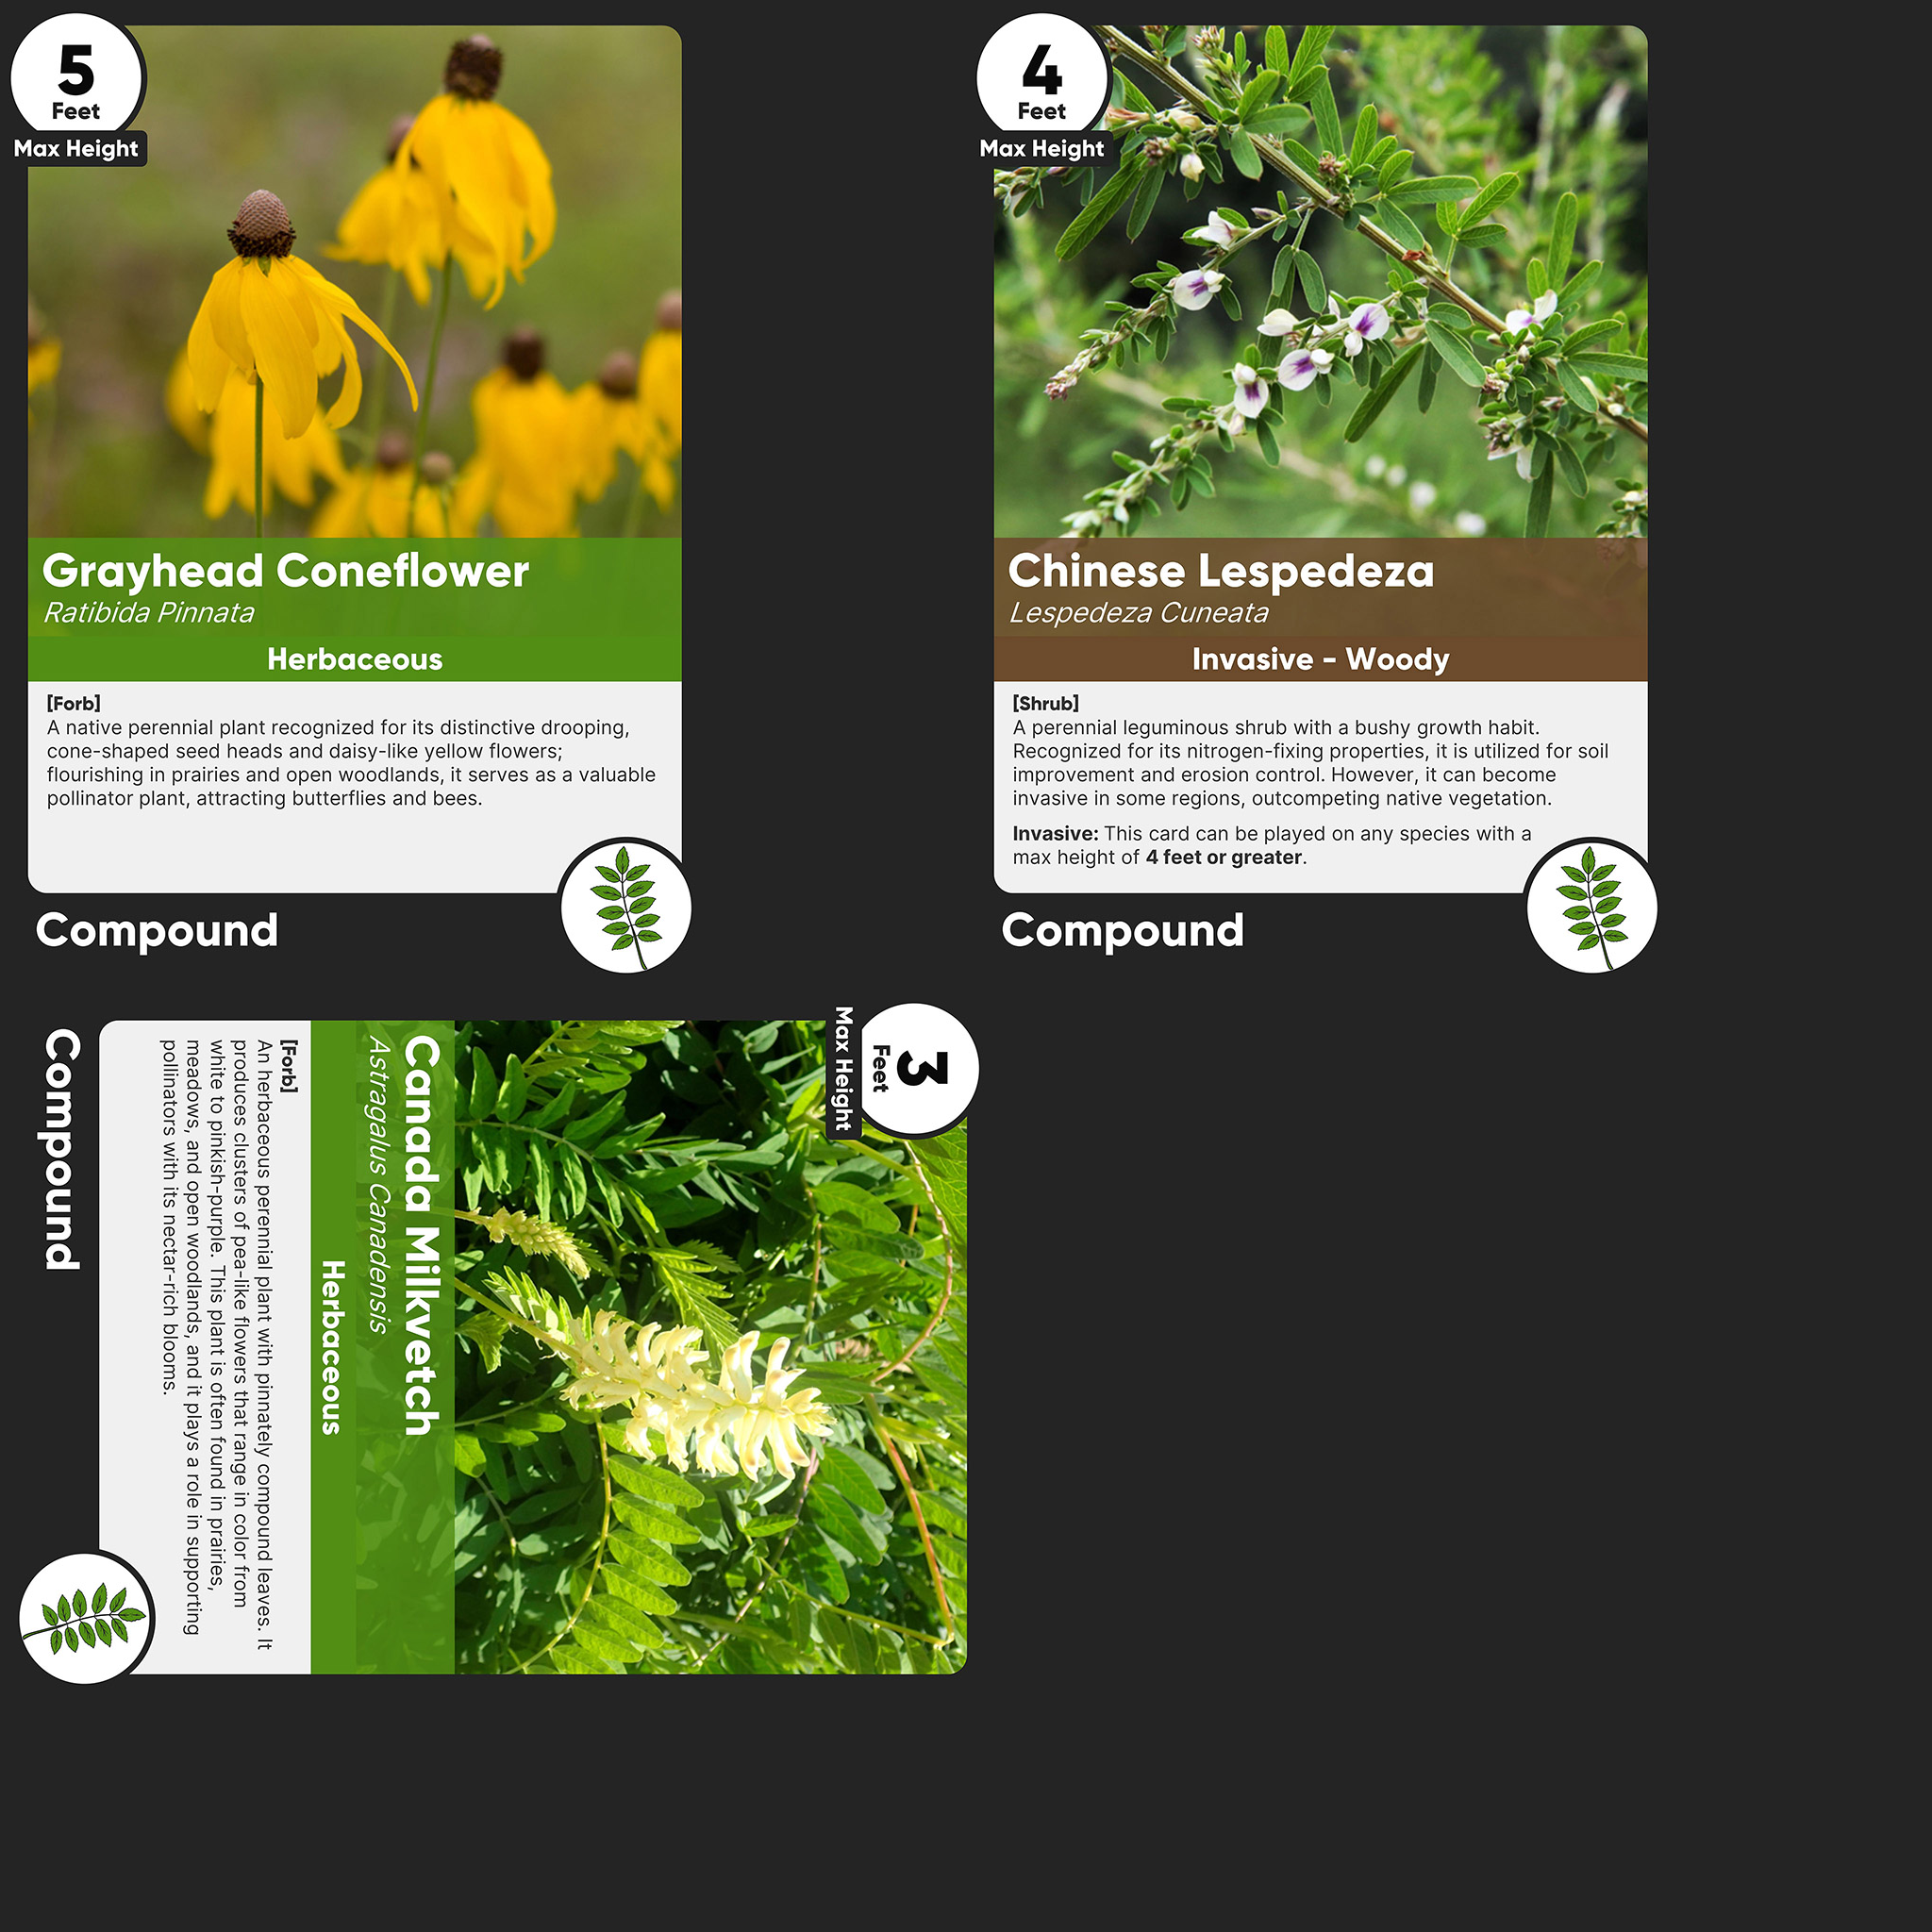 5
Feet
Max Height
Grayhead Coneflower
Ratibida Pinnata
Herbaceous
[Forb]
A native perennial plant recognized for its distinctive drooping,
cone-shaped seed heads and daisy-like yellow flowers;
flourishing in prairies and open woodlands, it serves as a valuable
pollinator plant, attracting butterflies and bees.
Compound
4
Feet
Max Height
Chinese Lespedeza
Lespedeza Cuneata
Invasive - Woody
[Shrub]
A perennial leguminous shrub with a bushy growth habit.
Recognized for its nitrogen-fixing properties, it is utilized for soil
improvement and erosion control. However, it can become
invasive in some regions, outcompeting native vegetation.
Invasive: This card can be played on any species with a
max height of 4 feet or greater.
Compound
3
Feet
Max Height
Canada Milkvetch
Astragalus Canadensis
Herbaceous
[Forb]
An herbaceous perennial plant with pinnately compound leaves. It
produces clusters of pea-like flowers that range in color from
white to pinkish-purple. This plant is often found in prairies,
meadows, and open woodlands, and it plays a role in supporting
pollinators with its nectar-rich blooms.
Compound